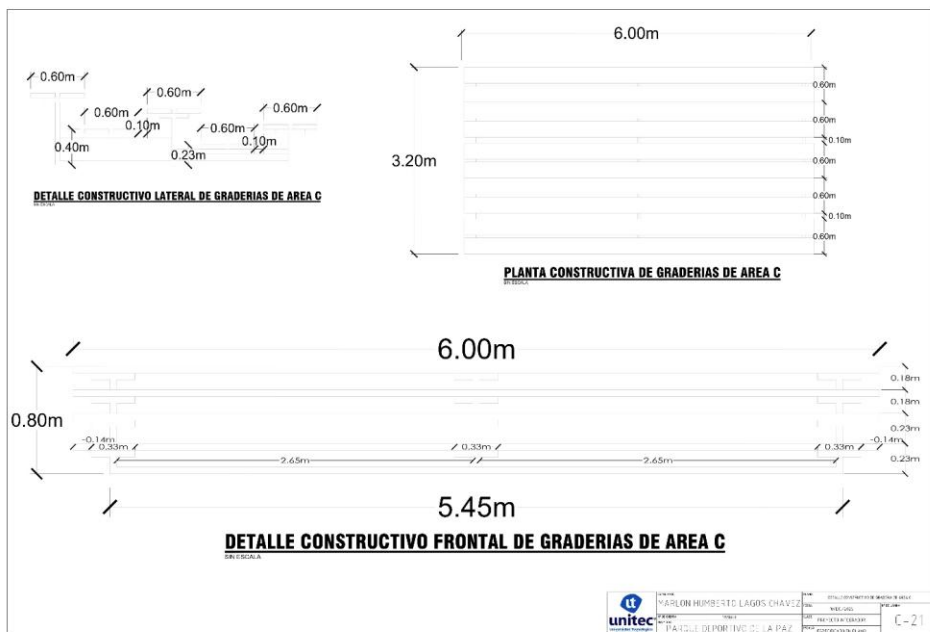 0.60m
0.60m
0.60m
0.60m
0.10m
0.60m
0.10m
0.40m
0.23m
DETALLE CONSTRUCTIVO LATERAL DE GRADERIAS DE AREA C
SIN ESCALA
6.00m
3.20m
0.60m
0.60m
0.10m
0.60m
0.60m
0.10m
0.60m
PLANTA CONSTRUCTIVA DE GRADERIAS DE AREA C
SIN ESCALA
6.00m
0.80m
0.18m
0.18m
0.23m
0.23m
0.14m
0.33m
0.33m
0.33m
0.14m
2.65m
2.65m
5.45m
DETALLE CONSTRUCTIVO FRONTAL DE GRADERIAS DE AREA C
SIN ESCALA
unitec
MARLON HUMBERTO LAGOS CHAVEZ
PARQUE DEPORTIVO DE LA PAZ
C-21